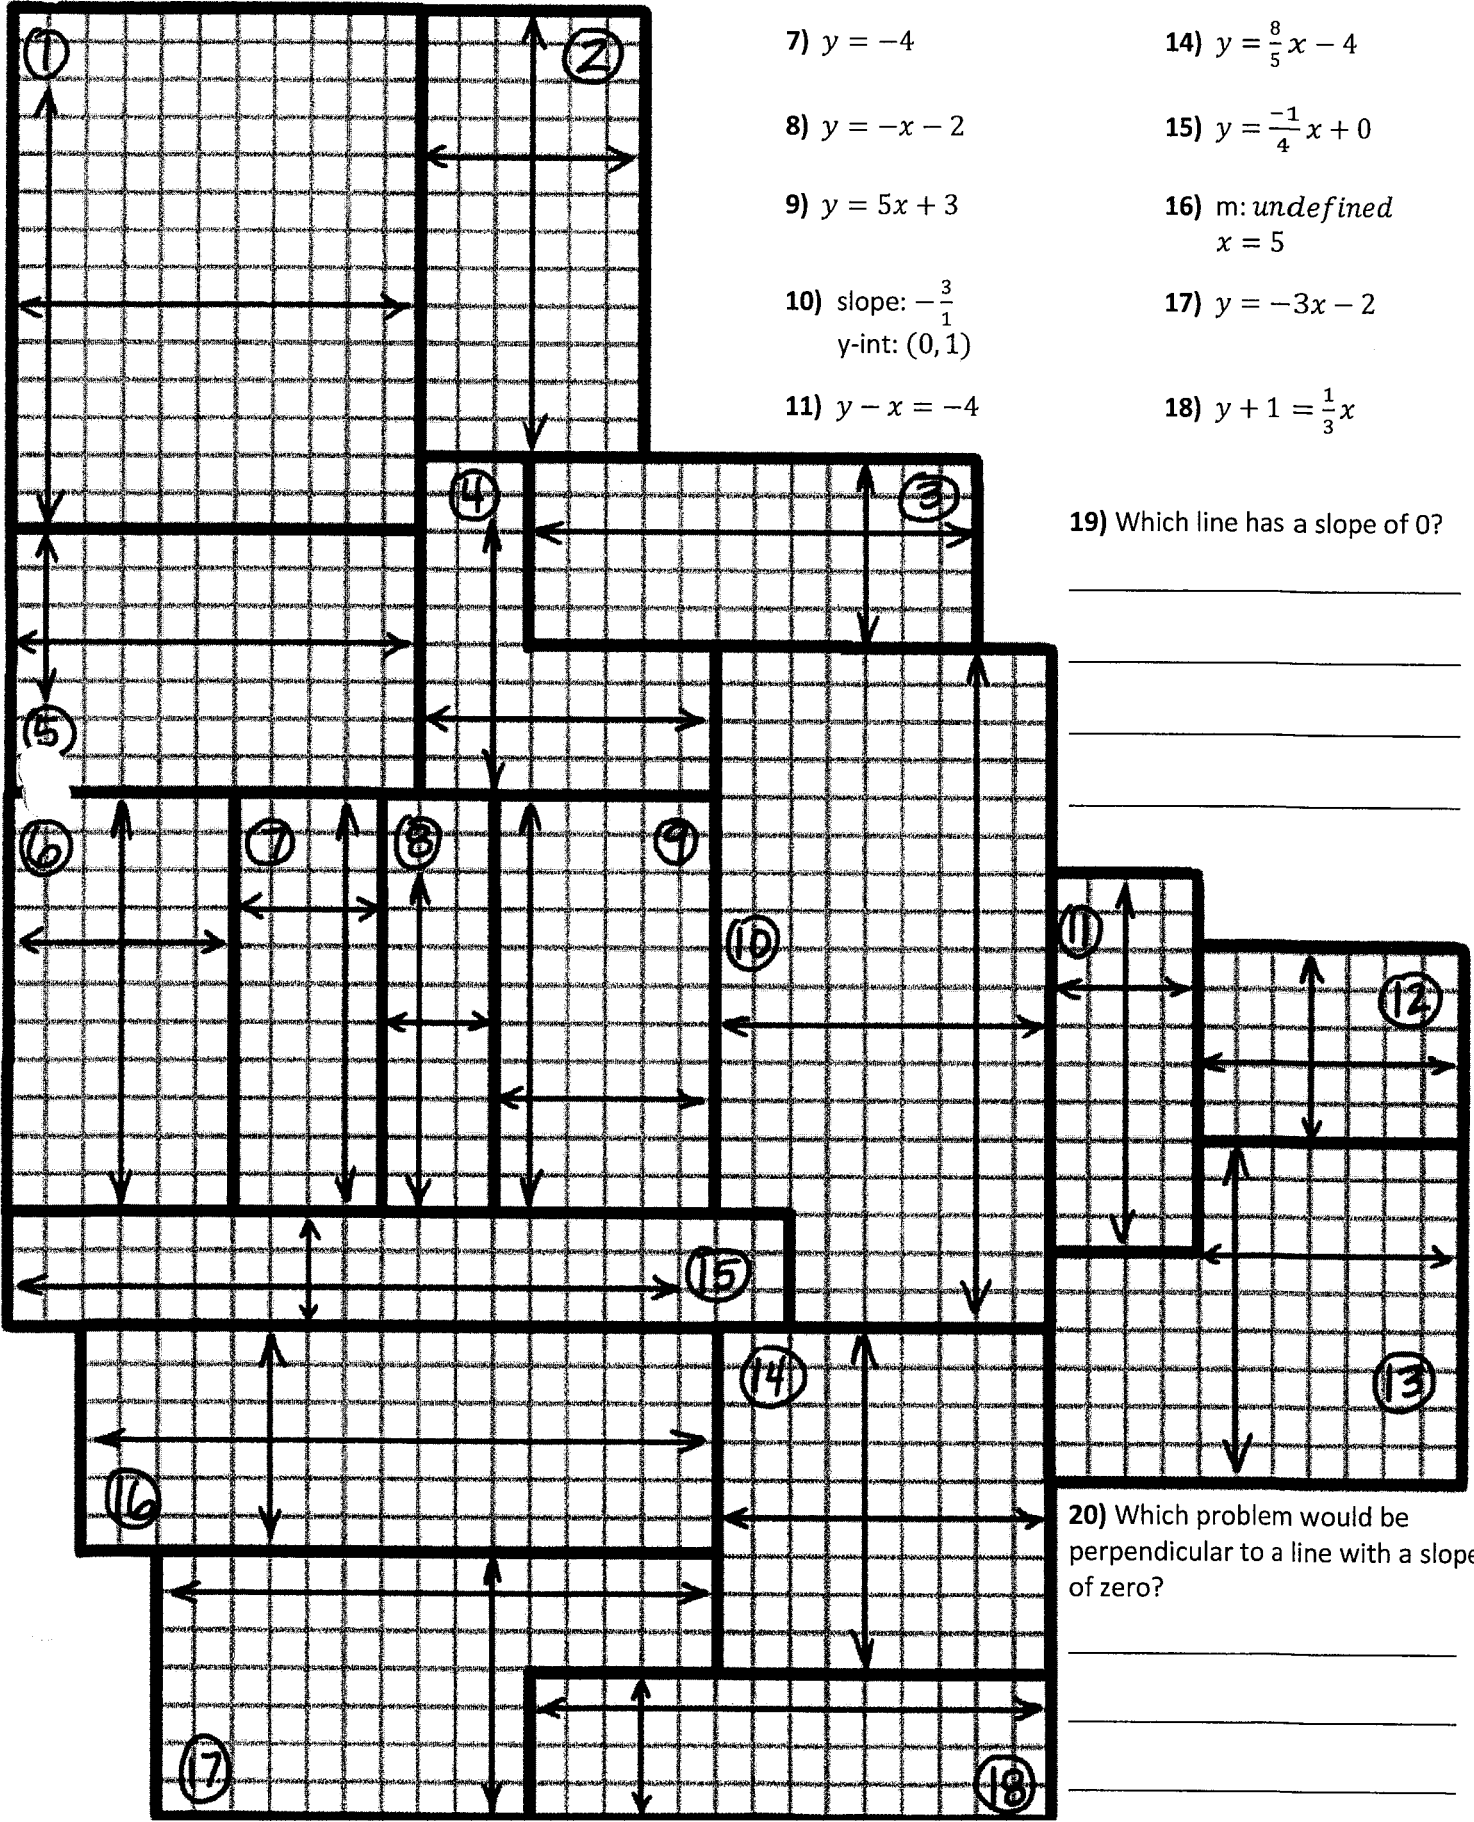 1
2
7) y = −4
14) y = 8/5 x − 4
8) y = −x − 2
15) y = −1/4 x + 0
9) y = 5x + 3
16) m: undefined
x = 5
10) slope: − 3/1
y-int: (0, 1)
17) y = −3x − 2
11) y − x = −4
18) y + 1 = 1/3 x
4
3
19) Which line has a slope of 0?
5
6
7
8
9
10
11
12
15
14
13
16
20) Which problem would be
perpendicular to a line with a slope
of zero?
17
18